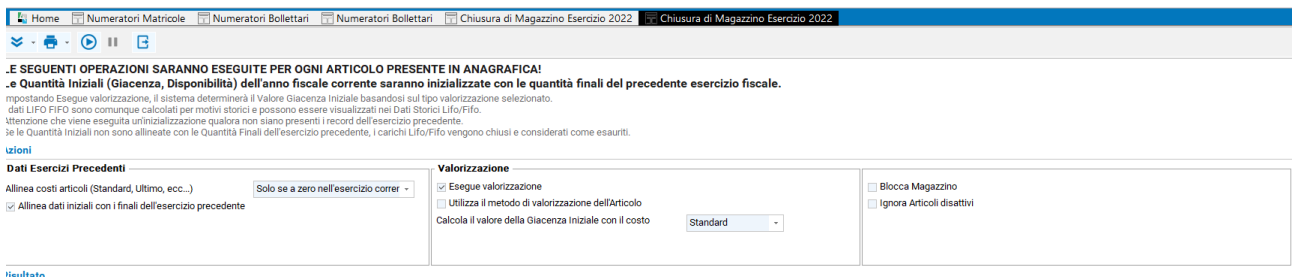 Home Numeratori Matricole Numeratori Bollettari Numeratori Bollettari Chiusura di Magazzino Esercizio 2022 Chiusura di Magazzino Esercizio 2022
LE SEGUENTI OPERAZIONI SARANNO ESEGUITE PER OGNI ARTICOLO PRESENTE IN ANAGRAFICA!
Le Quantità Iniziali (Giacenza, Disponibilità) dell'anno fiscale corrente saranno inizializzate con le quantità finali del precedente esercizio fiscale.
mpostando Esegue valorizzazione, il sistema determinerà il Valore Giacenza Iniziale basandosi sul tipo valorizzazione selezionato.
dati LIFO FIFO sono comunque calcolati per motivi storici e possono essere visualizzati nei Dati Storici Lifo/Fifo.
Attenzione che viene eseguita un'inizializzazione qualora non siano presenti i record dell'esercizio precedente.
Se le Quantità Iniziali non sono allineate con le Quantità Finali dell'esercizio precedente, i carichi Lifo/Fifo vengono chiusi e considerati come esauriti.
Azioni
Dati Esercizi Precedenti
Allinea costi articoli (Standard, Ultimo, ecc...) Solo se a zero nell'esercizio correr
Allinea dati iniziali con i finali dell'esercizio precedente
Valorizzazione
Esegue valorizzazione
Utilizza il metodo di valorizzazione dell'Articolo
Calcola il valore della Giacenza Iniziale con il costo Standard
Blocca Magazzino
Ignora Articoli disattivi
Risultato